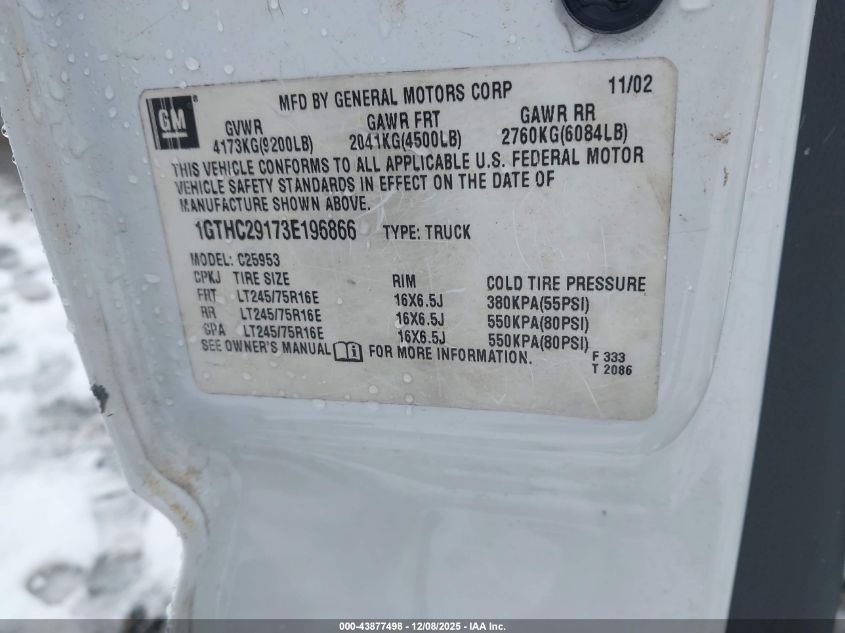 GM
MFD BY GENERAL MOTORS CORP 11/02
GVWR GAWR FRT GAWR RR
4173KG(9200LB) 2041KG(4500LB) 2760KG(6084LB)
THIS VEHICLE CONFORMS TO ALL APPLICABLE U.S. FEDERAL MOTOR
VEHICLE SAFETY STANDARDS IN EFFECT ON THE DATE OF
MANUFACTURE SHOWN ABOVE.
1GTHC29173E196866 TYPE: TRUCK
MODEL: C25953
CPKJ TIRE SIZE RIM COLD TIRE PRESSURE
FRT LT245/75R16E 16X6.5J 380KPA(55PSI)
RR LT245/75R16E 16X6.5J 550KPA(80PSI)
SPA LT245/75R16E 16X6.5J 550KPA(80PSI)
SEE OWNER'S MANUAL FOR MORE INFORMATION.
F 333
T 2086
000-43877498 - 12/08/2025 - IAA Inc.